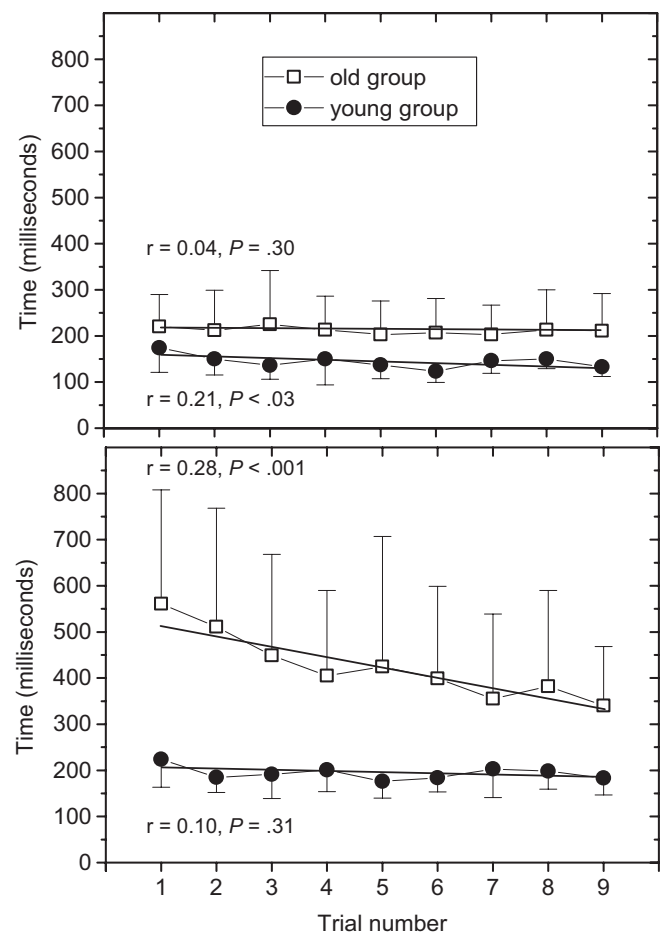 800
700
600
500
400
300
200
100
0
Time (milliseconds)
old group
young group
r = 0.04, P = .30
r = 0.21, P < .03
800
700
600
500
400
300
200
100
0
Time (milliseconds)
r = 0.28, P < .001
r = 0.10, P = .31
1 2 3 4 5 6 7 8 9
Trial number